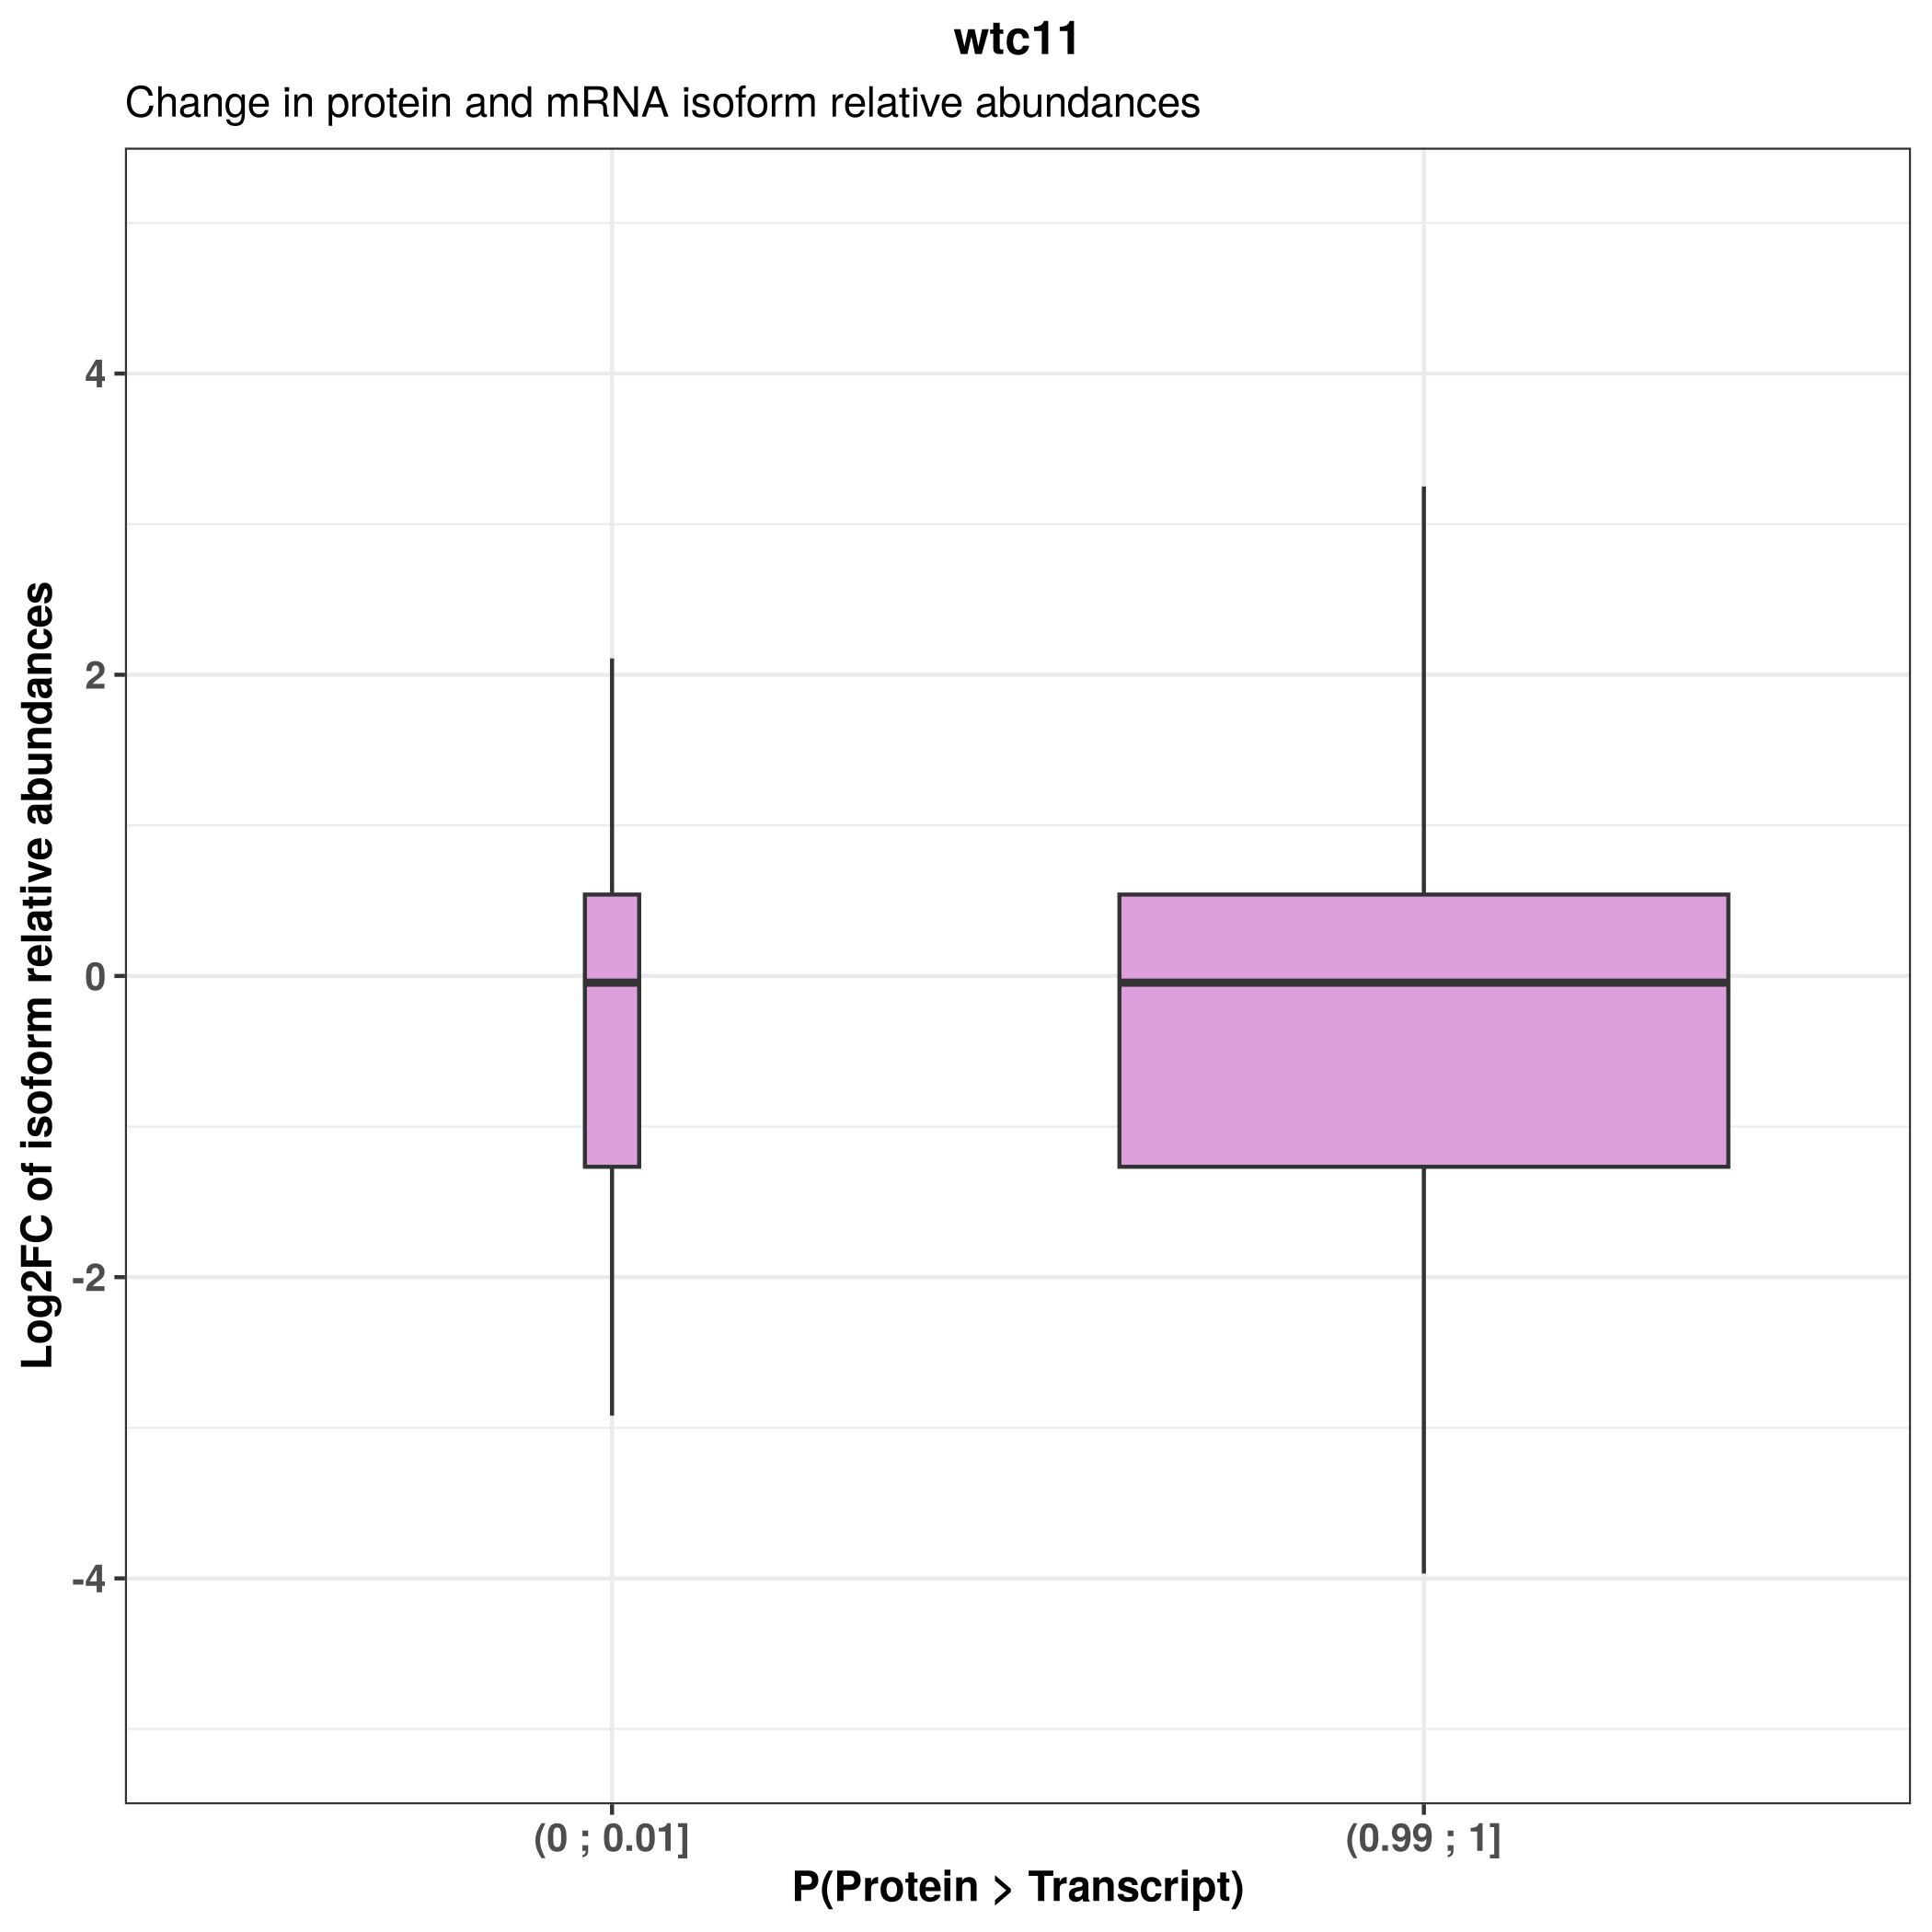 wtc11
Change in protein and mRNA isoform relative abundances
Log2FC of isoform relative abundances
4
2
0
-2
-4
(0 ; 0.01]
(0.99 ; 1]
P(Protein > Transcript)